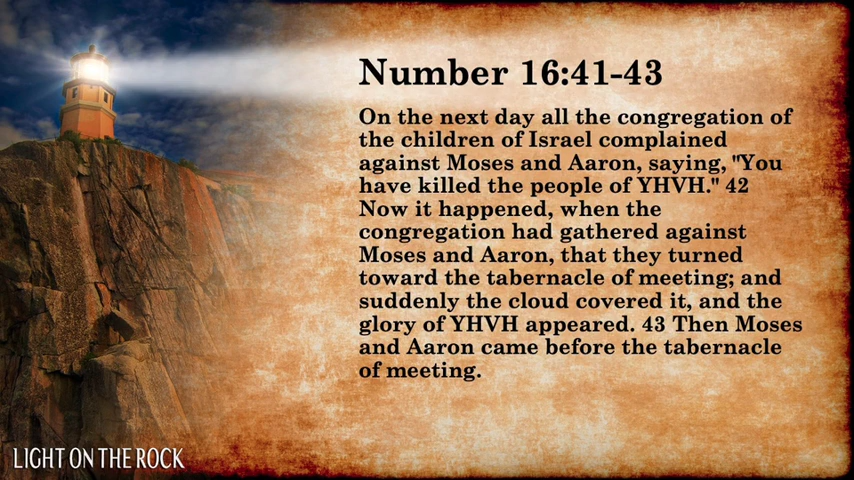 Number 16:41-43
On the next day all the congregation of
the children of Israel complained
against Moses and Aaron, saying, "You
have killed the people of YHVH." 42
Now it happened, when the
congregation had gathered against
Moses and Aaron, that they turned
toward the tabernacle of meeting; and
suddenly the cloud covered it, and the
glory of YHVH appeared. 43 Then Moses
and Aaron came before the tabernacle
of meeting.
LIGHT ON THE ROCK